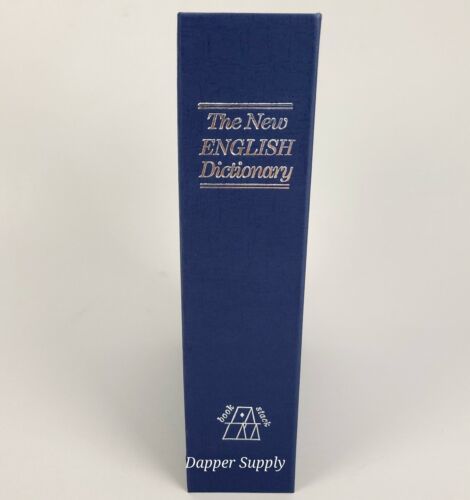 The New
ENGLISH
Dictionary
book stack
Dapper Supply